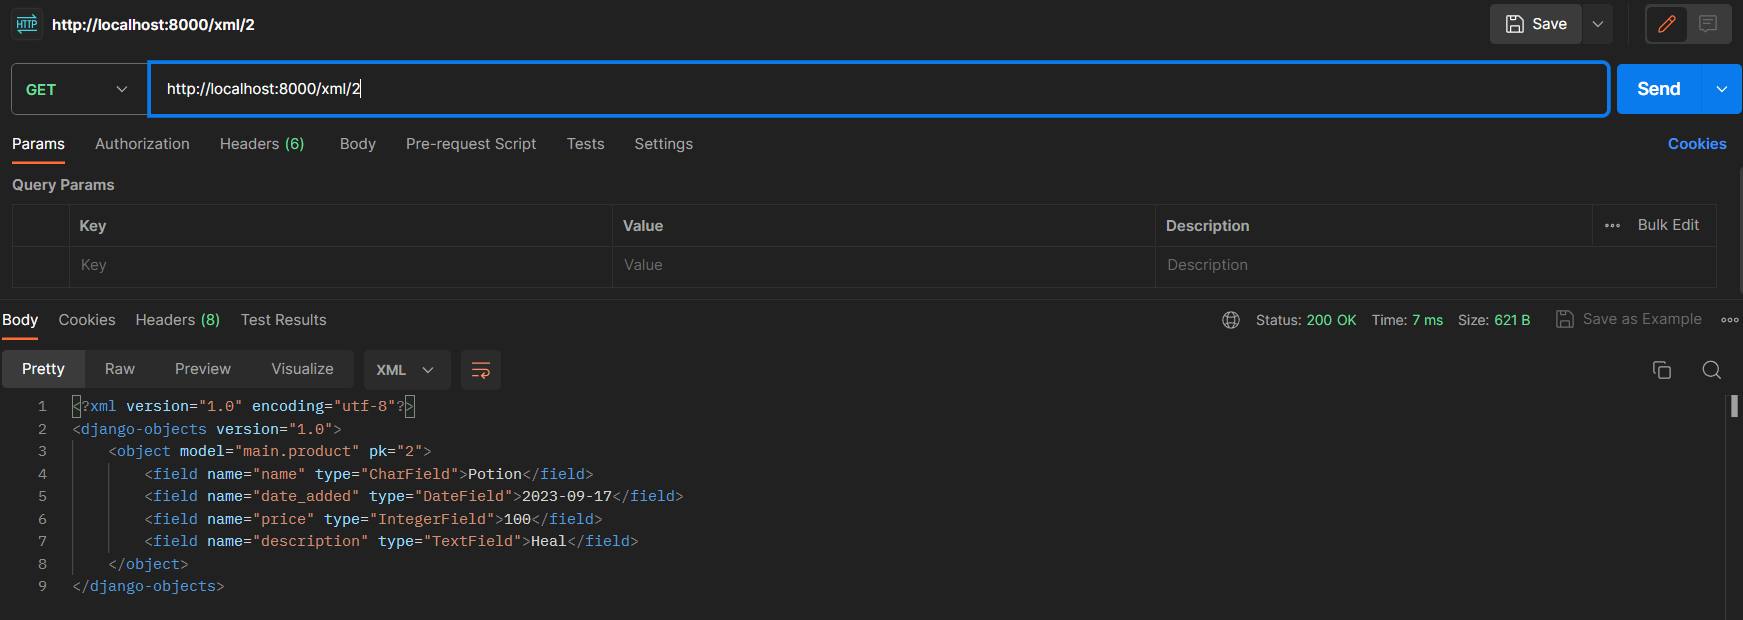 HTTP http://localhost:8000/xml/2 Save
GET http://localhost:8000/xml/2 Send
Params Authorization Headers (6) Body Pre-request Script Tests Settings Cookies
Query Params
Key Value Description ••• Bulk Edit
Key Value Description
Body Cookies Headers (8) Test Results Status: 200 OK Time: 7 ms Size: 621 B Save as Example
Pretty Raw Preview Visualize XML
1 <?xml version="1.0" encoding="utf-8"?>
2 <django-objects version="1.0">
3 <object model="main.product" pk="2">
4 <field name="name" type="CharField">Potion</field>
5 <field name="date_added" type="DateField">2023-09-17</field>
6 <field name="price" type="IntegerField">100</field>
7 <field name="description" type="TextField">Heal</field>
8 </object>
9 </django-objects>